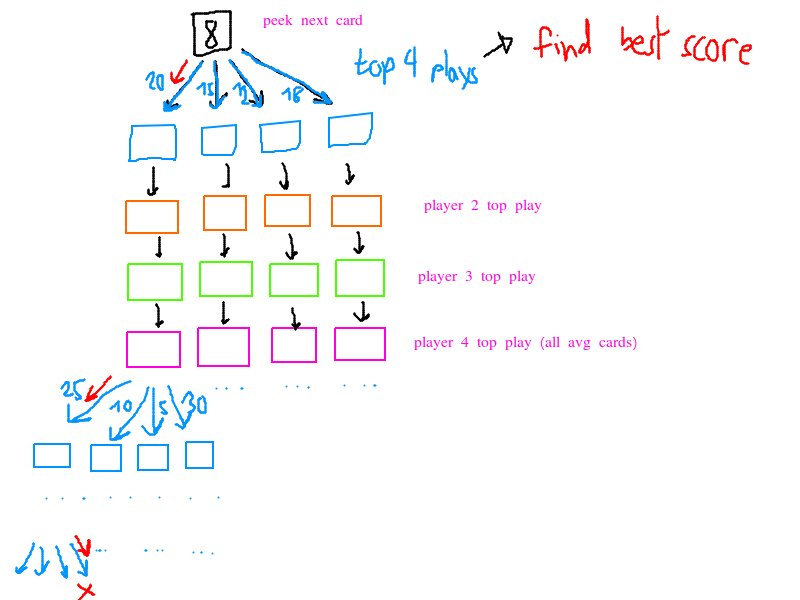 peek next card
8
top 4 plays
find best score
20
15
12
18
player 2 top play
player 3 top play
player 4 top play (all avg cards)
25
10
5
30
x